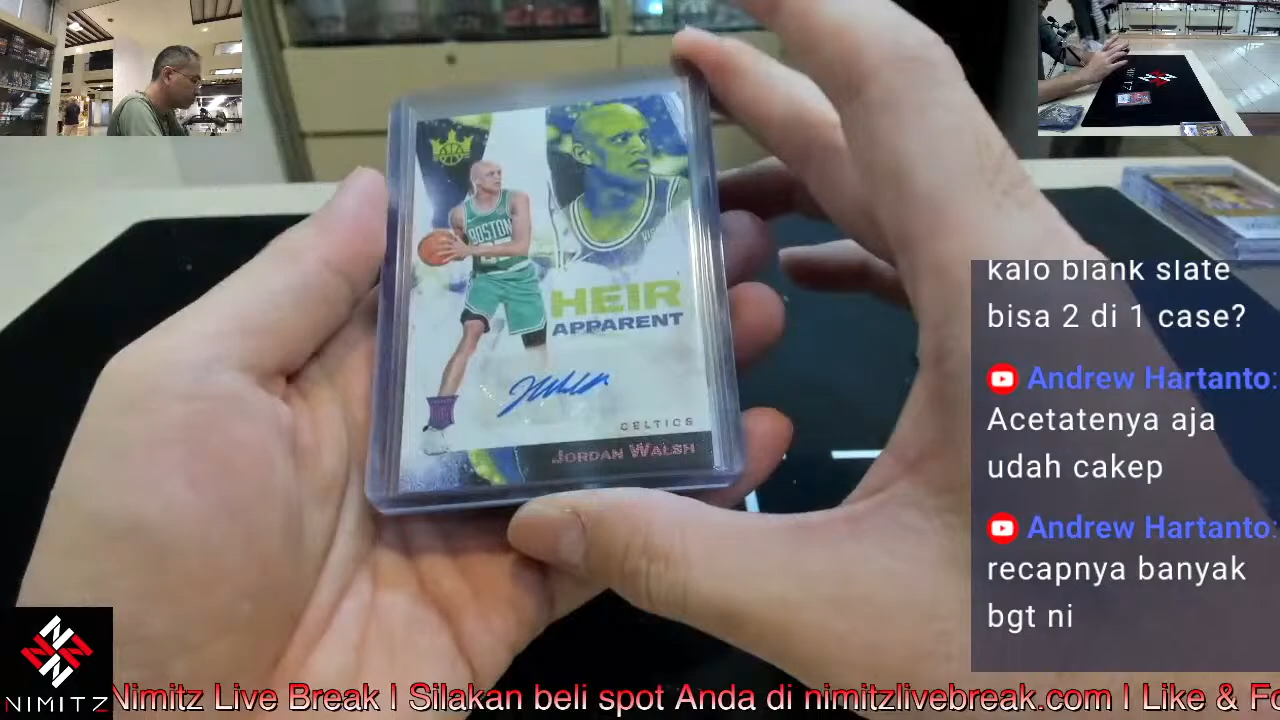 BOSTON
HEIR
APPARENT
CELTICS
JORDAN WALSH
kalo blank slate
bisa 2 di 1 case?
Andrew Hartanto:
Acetatenya aja
udah cakep
Andrew Hartanto:
recapnya banyak
bgt ni
NIMITZ
Nimitz Live Break I Silakan beli spot Anda di nimitzlivebreak.com I Like & Fo